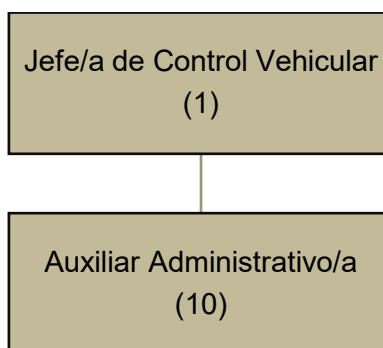 Jefe/a de Control Vehicular
(1)
Auxiliar Administrativo/a
(10)